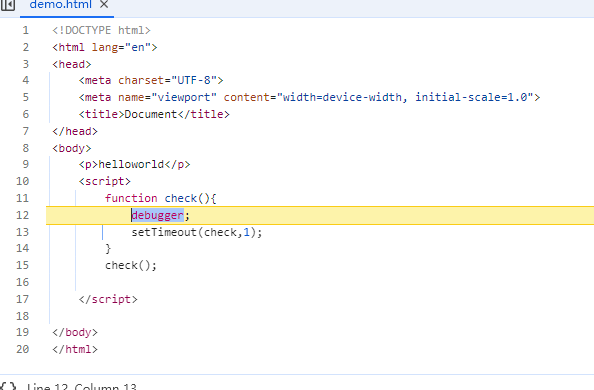 demo.html ×
1 <!DOCTYPE html>
2 <html lang="en">
3 <head>
4 <meta charset="UTF-8">
5 <meta name="viewport" content="width=device-width, initial-scale=1.0">
6 <title>Document</title>
7 </head>
8 <body>
9 <p>helloworld</p>
10 <script>
11 function check(){
12 debugger;
13 setTimeout(check,1);
14 }
15 check();
16
17 </script>
18
19 </body>
20 </html>
{} Line 12, Column 13